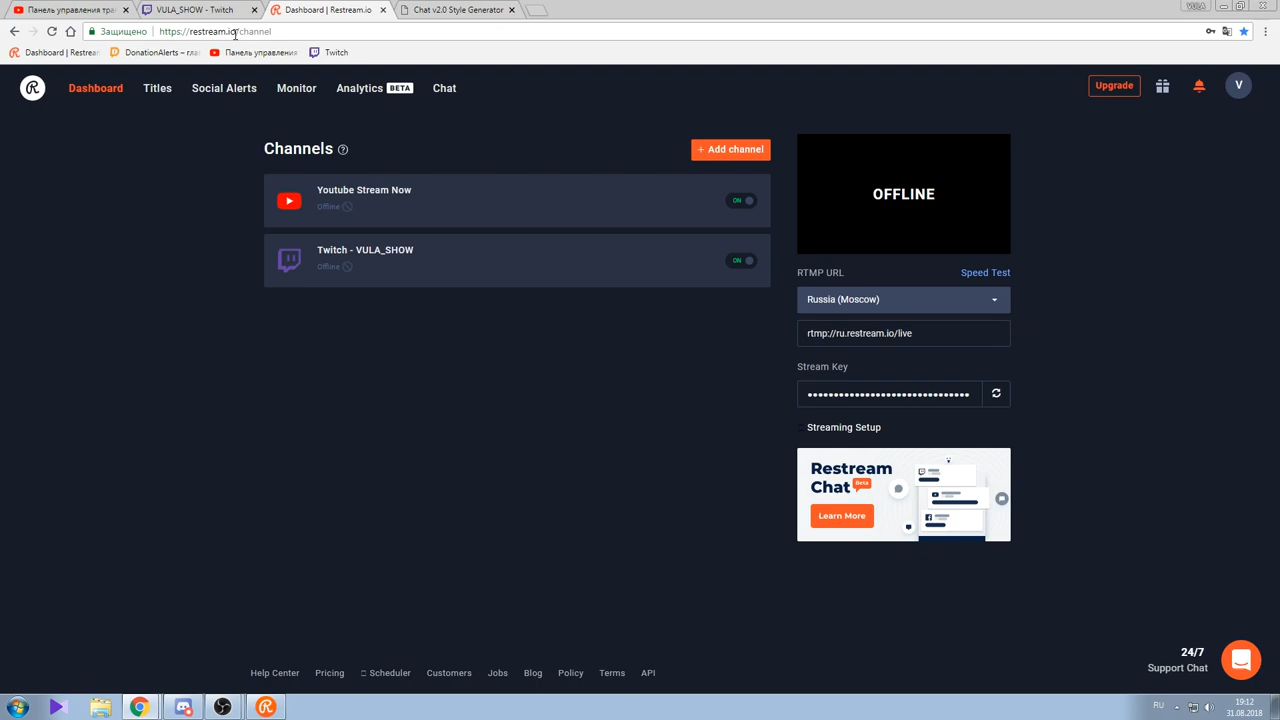 Панель управления тра
VULA_SHOW - Twitch
Dashboard | Restream.io
Chat v2.0 Style Generator
VULA
Защищено
https://restream.io/channel
Dashboard | Restrea
DonationAlerts – гла
Панель управления
Twitch
Dashboard
Titles
Social Alerts
Monitor
Analytics BETA
Chat
Upgrade
V
Channels
+ Add channel
Youtube Stream Now
Offline
ON
Twitch - VULA_SHOW
Offline
ON
OFFLINE
RTMP URL
Speed Test
Russia (Moscow)
rtmp://ru.restream.io/live
Stream Key
Streaming Setup
Restream
Chat Beta
Learn More
24/7
Support Chat
Help Center
Pricing
Scheduler
Customers
Jobs
Blog
Policy
Terms
API
RU
19:12
31.08.2018